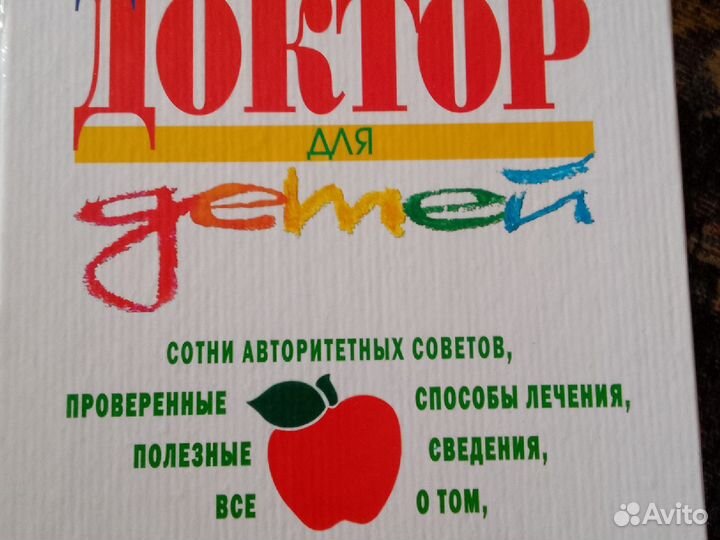 ДОКТОР
ДЛЯ
детей
СОТНИ АВТОРИТЕТНЫХ СОВЕТОВ,
ПРОВЕРЕННЫЕ СПОСОБЫ ЛЕЧЕНИЯ,
ПОЛЕЗНЫЕ СВЕДЕНИЯ,
ВСЕ О ТОМ,
Avito